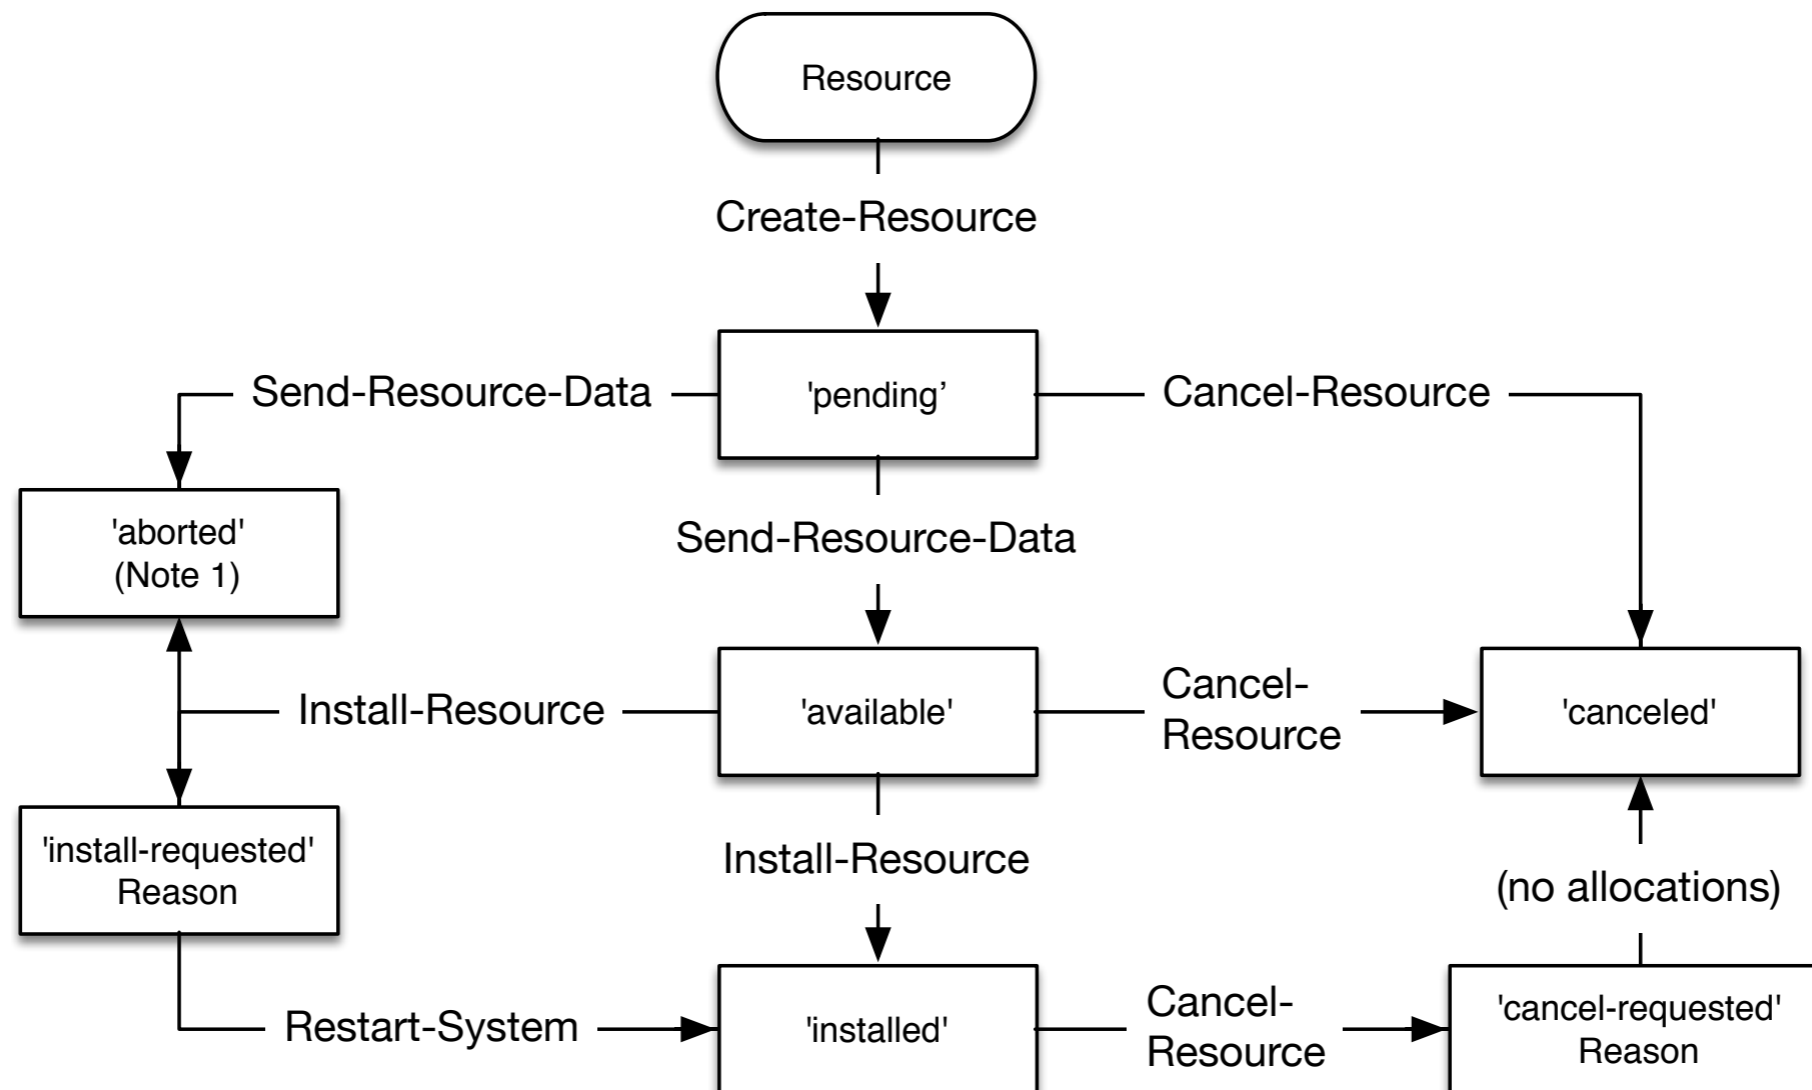 Resource
Create-Resource
Send-Resource-Data
'pending’
Cancel-Resource
'aborted'
(Note 1)
Send-Resource-Data
Install-Resource
'available'
Cancel-
Resource
'canceled'
'install-requested'
Reason
Install-Resource
(no allocations)
Restart-System
'installed'
Cancel-
Resource
'cancel-requested'
Reason